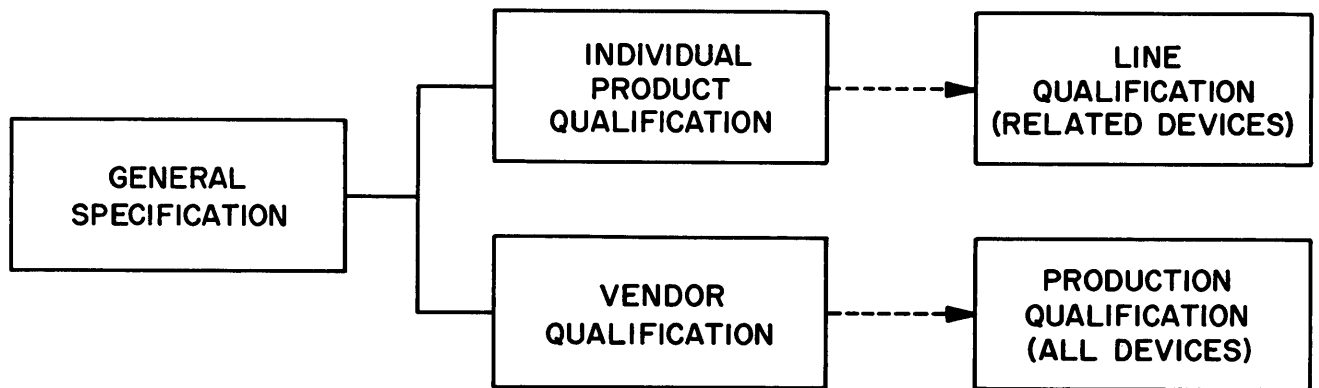 GENERAL
SPECIFICATION
INDIVIDUAL
PRODUCT
QUALIFICATION
LINE
QUALIFICATION
(RELATED DEVICES)
VENDOR
QUALIFICATION
PRODUCTION
QUALIFICATION
(ALL DEVICES)